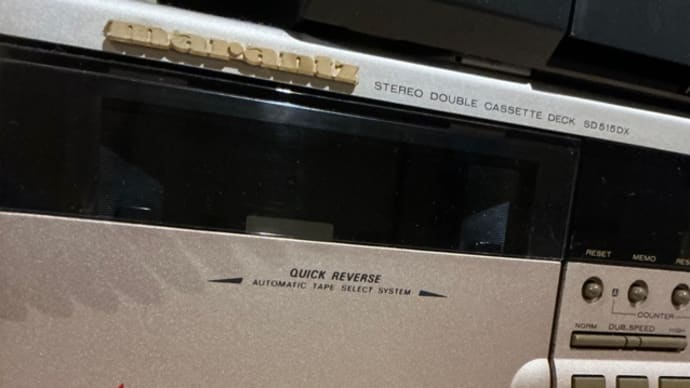 marantz
STEREO DOUBLE CASSETTE DECK SD515DX
QUICK REVERSE
AUTOMATIC TAPE SELECT SYSTEM
RESET MEMO
COUNTER
NORM DUB.SPEED HIGH